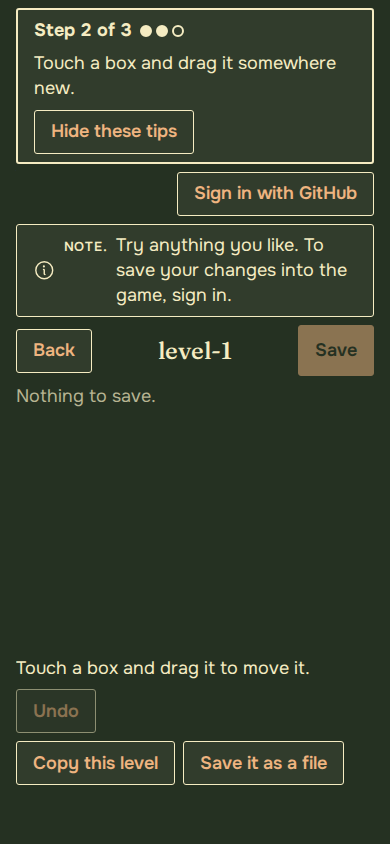 Step 2 of 3
Touch a box and drag it somewhere
new.
Hide these tips
Sign in with GitHub
NOTE. Try anything you like. To
save your changes into the
game, sign in.
Back
level-1
Save
Nothing to save.
Touch a box and drag it to move it.
Undo
Copy this level
Save it as a file